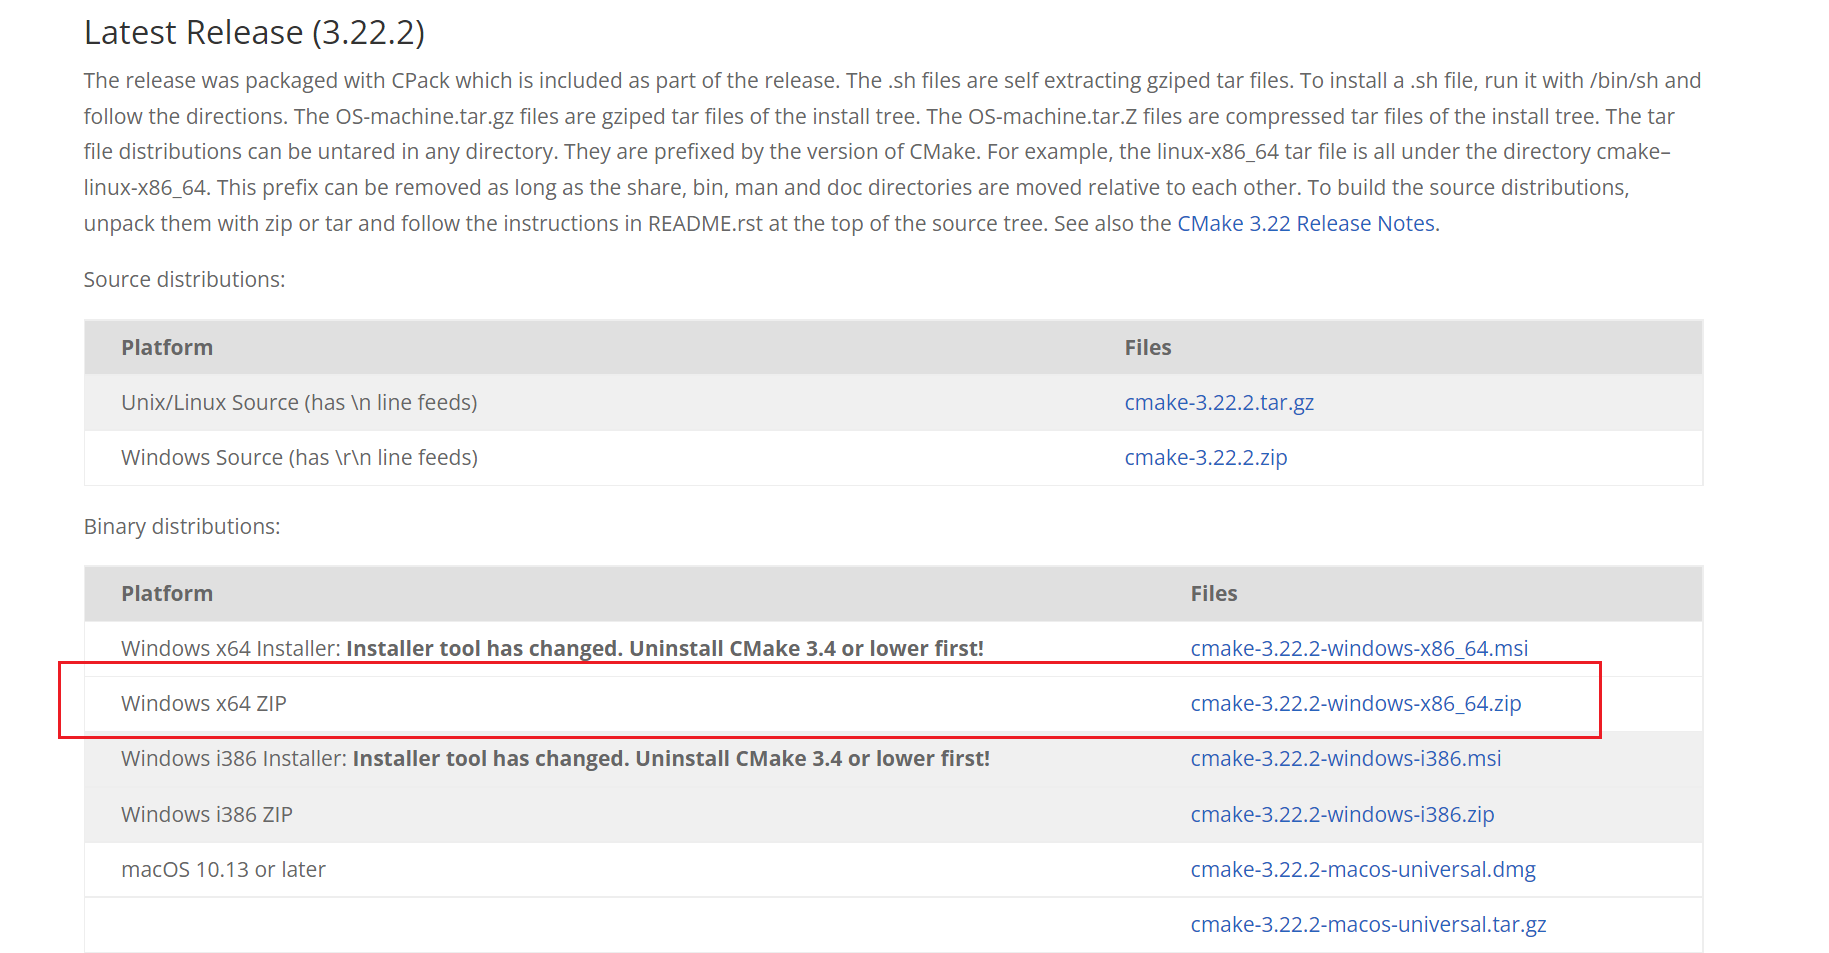 Latest Release (3.22.2)
The release was packaged with CPack which is included as part of the release. The .sh files are self extracting gziped tar files. To install a .sh file, run it with /bin/sh and
follow the directions. The OS-machine.tar.gz files are gziped tar files of the install tree. The OS-machine.tar.Z files are compressed tar files of the install tree. The tar
file distributions can be untared in any directory. They are prefixed by the version of CMake. For example, the linux-x86_64 tar file is all under the directory cmake–
linux-x86_64. This prefix can be removed as long as the share, bin, man and doc directories are moved relative to each other. To build the source distributions,
unpack them with zip or tar and follow the instructions in README.rst at the top of the source tree. See also the CMake 3.22 Release Notes.
Source distributions:
Platform Files
Unix/Linux Source (has \n line feeds) cmake-3.22.2.tar.gz
Windows Source (has \r\n line feeds) cmake-3.22.2.zip
Binary distributions:
Platform Files
Windows x64 Installer: Installer tool has changed. Uninstall CMake 3.4 or lower first! cmake-3.22.2-windows-x86_64.msi
Windows x64 ZIP cmake-3.22.2-windows-x86_64.zip
Windows i386 Installer: Installer tool has changed. Uninstall CMake 3.4 or lower first! cmake-3.22.2-windows-i386.msi
Windows i386 ZIP cmake-3.22.2-windows-i386.zip
macOS 10.13 or later cmake-3.22.2-macos-universal.dmg
cmake-3.22.2-macos-universal.tar.gz